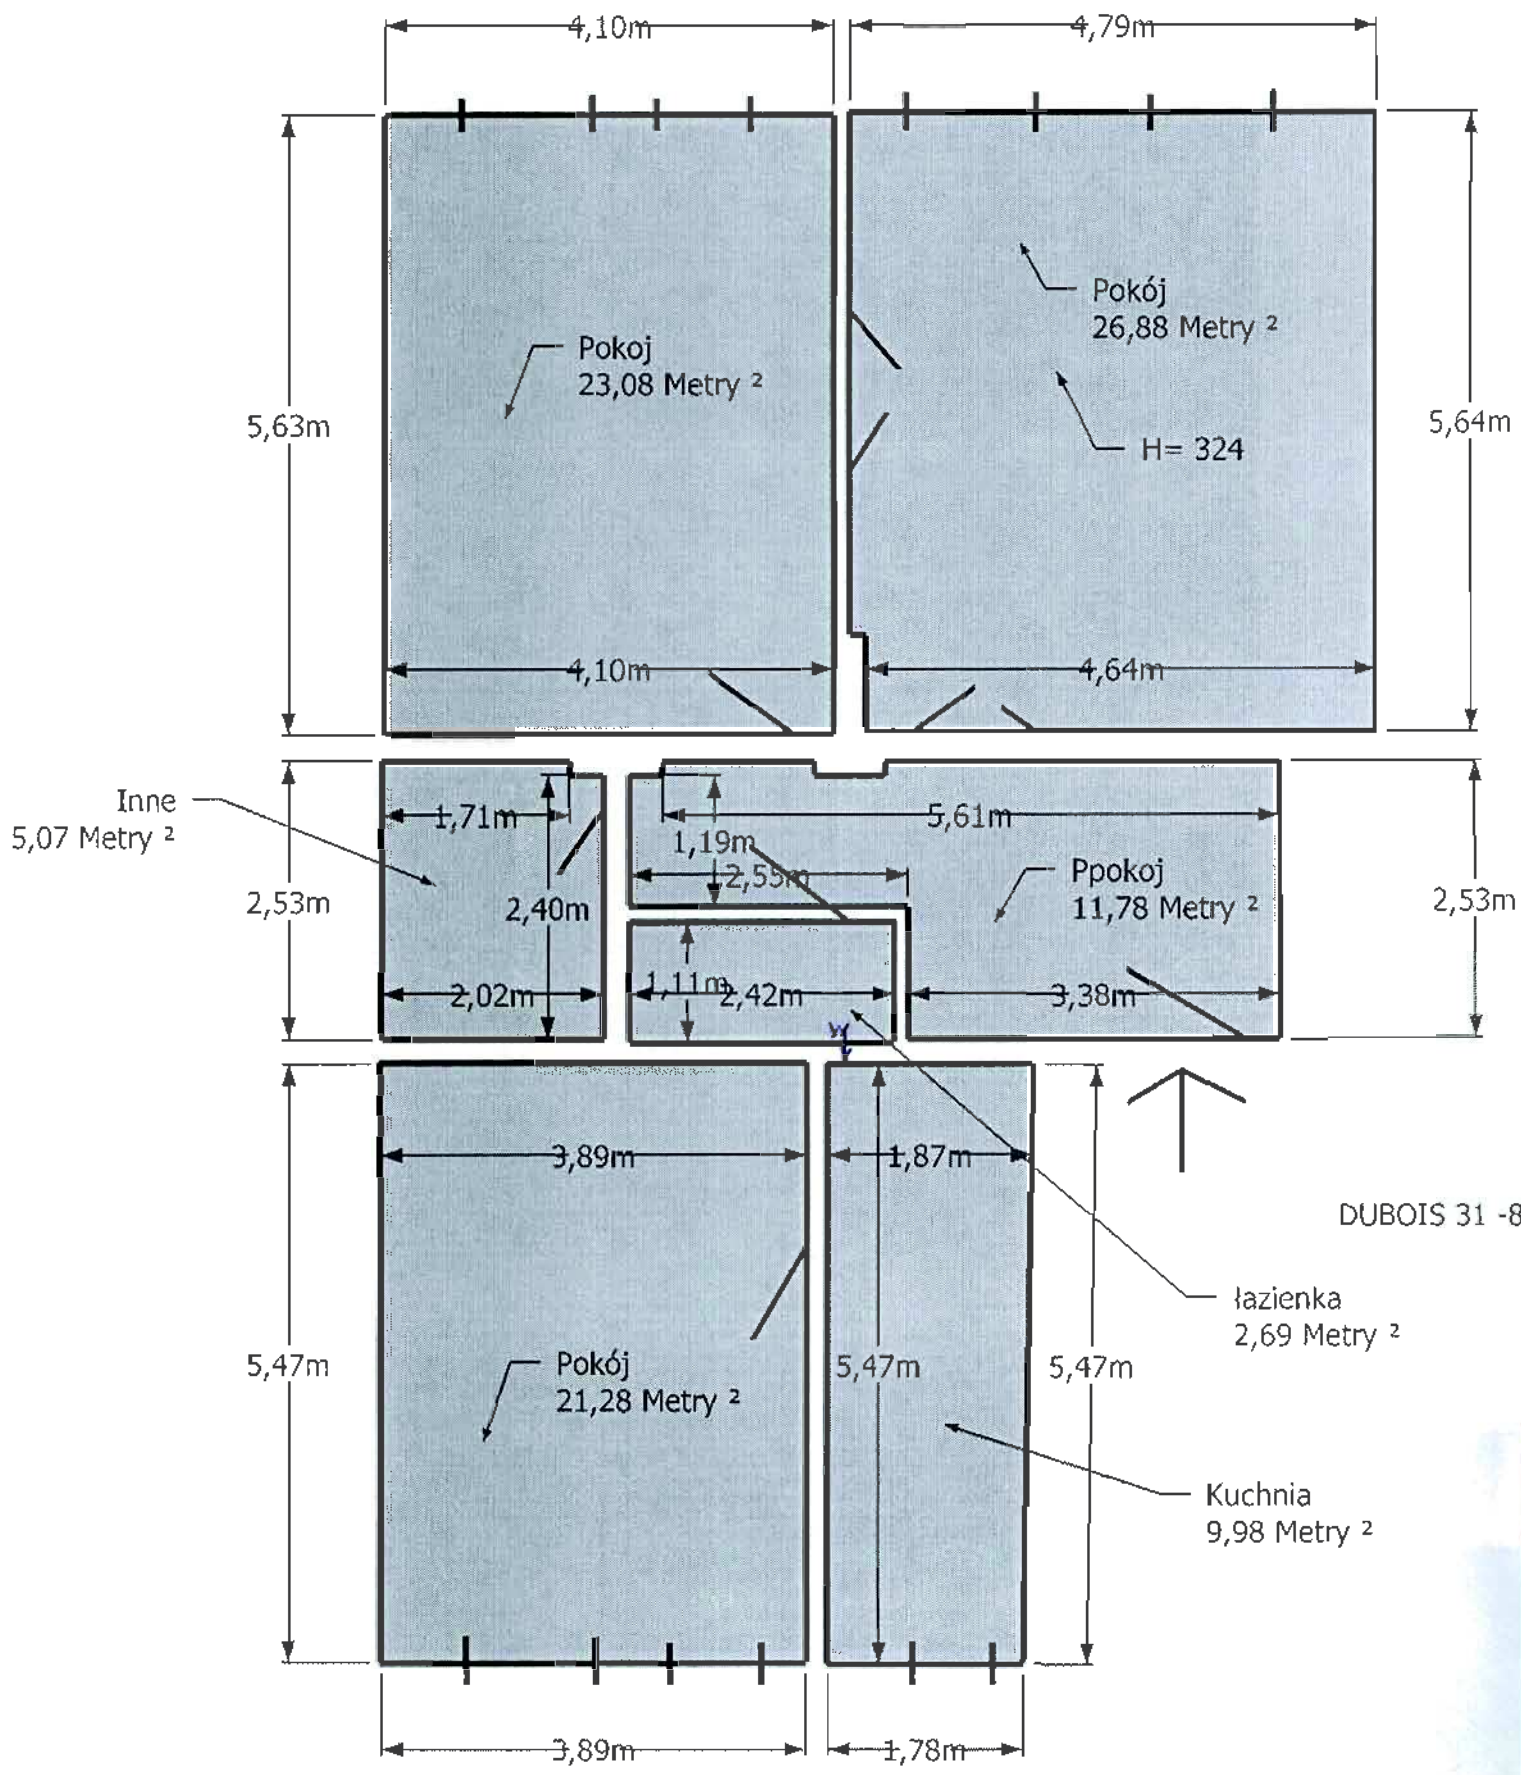 4,10m
4,79m
Pokój
26,88 Metry ²
Pokoj
23,08 Metry ²
5,63m
5,64m
H= 324
4,10m
4,64m
Inne
5,07 Metry ²
1,71m
5,61m
1,19m
2,55m
Ppokoj
11,78 Metry ²
2,53m
2,40m
2,53m
1,11m
2,02m
2,42m
3,38m
3,89m
1,87m
DUBOIS 31 -8
łazienka
2,69 Metry ²
5,47m
5,47m
5,47m
Pokój
21,28 Metry ²
Kuchnia
9,98 Metry ²
3,89m
1,78m